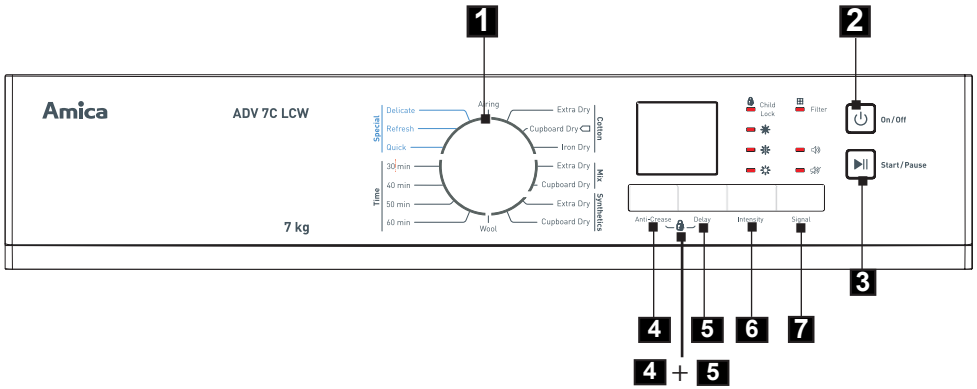 1
2
Amica
ADV 7C LCW
7 kg
Special
Delicate
Refresh
Quick
Time
30 min
40 min
50 min
60 min
Airing
Wool
Extra Dry
Cupboard Dry
Iron Dry
Cotton
Extra Dry
Cupboard Dry
Mix
Extra Dry
Cupboard Dry
Synthetics
Child
Lock
Filter
On/Off
Start/Pause
Anti-Crease
Delay
Intensity
Signal
3
4
5
6
7
4 + 5